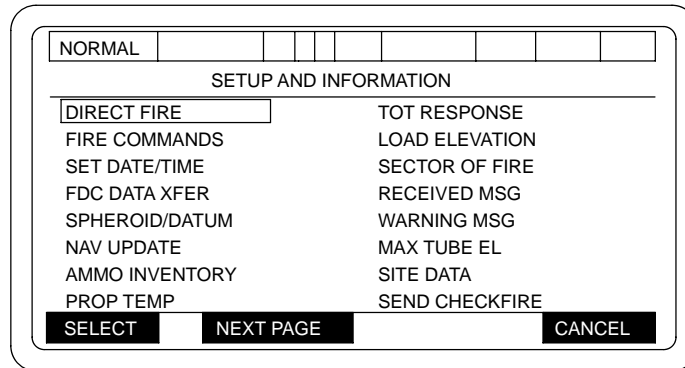 NORMAL
SETUP AND INFORMATION
DIRECT FIRE TOT RESPONSE
FIRE COMMANDS LOAD ELEVATION
SET DATE/TIME SECTOR OF FIRE
FDC DATA XFER RECEIVED MSG
SPHEROID/DATUM WARNING MSG
NAV UPDATE MAX TUBE EL
AMMO INVENTORY SITE DATA
PROP TEMP SEND CHECKFIRE
SELECT NEXT PAGE CANCEL